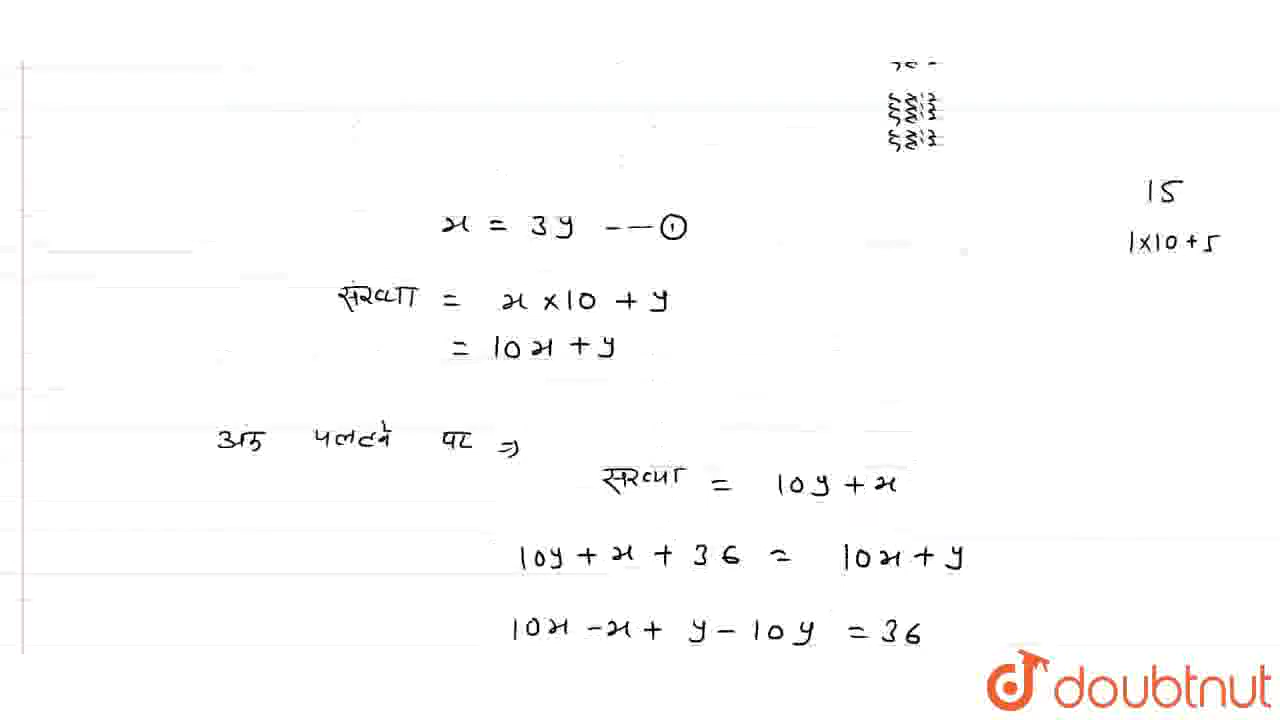 15
1×10+5
x = 3y --- ①
संख्या = x×10 + y
= 10x + y
अंक पलटने पर ⇒
संख्या = 10y + x
10y + x + 36 = 10x + y
10x - x + y - 10y = 36
doubtnut